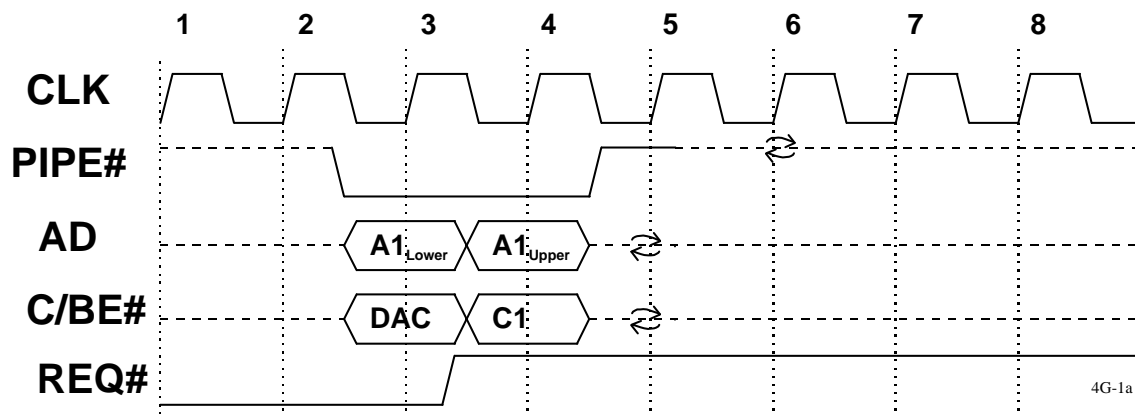 1 2 3 4 5 6 7 8
CLK
PIPE#
AD A1Lower A1Upper
C/BE# DAC C1
REQ#
4G-1a